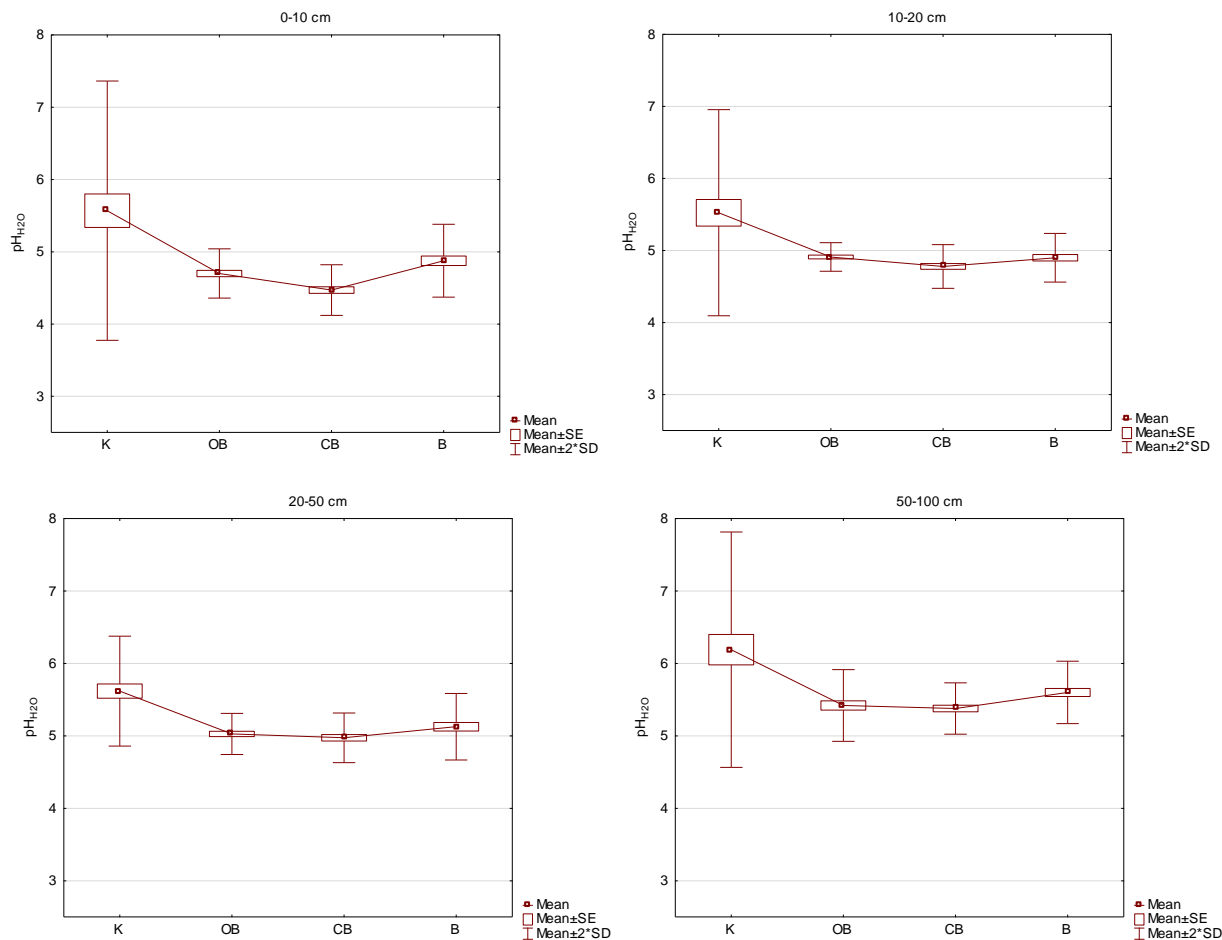 0-10 cm
8
7
6
5
4
3
pHH2O
K OB CB B
Mean
Mean±SE
Mean±2*SD
10-20 cm
8
7
6
5
4
3
pHH2O
K OB CB B
Mean
Mean±SE
Mean±2*SD
20-50 cm
8
7
6
5
4
3
pHH2O
K OB CB B
Mean
Mean±SE
Mean±2*SD
50-100 cm
8
7
6
5
4
3
pHH2O
K OB CB B
Mean
Mean±SE
Mean±2*SD